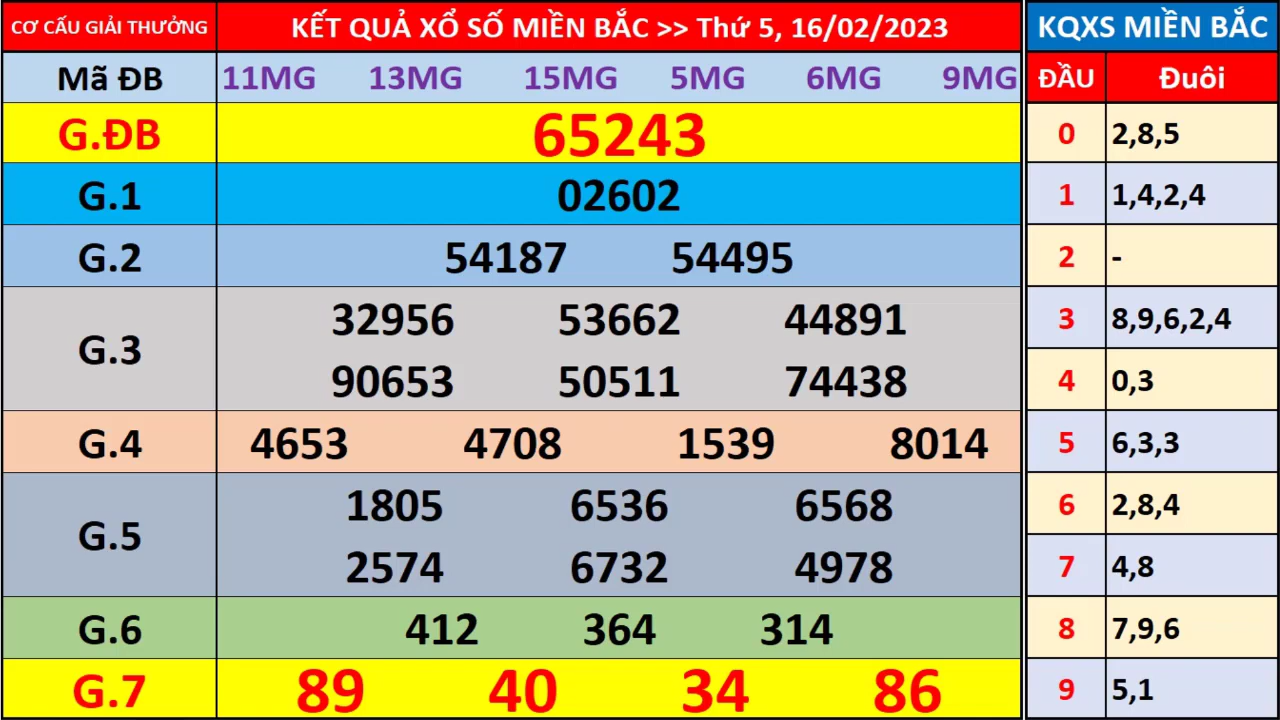 CƠ CẤU GIẢI THƯỞNG KẾT QUẢ XỔ SỐ MIỀN BẮC >> Thứ 5, 16/02/2023
Mã ĐB 11MG 13MG 15MG 5MG 6MG 9MG
G.ĐB 65243
G.1 02602
G.2 54187 54495
G.3 32956 53662 44891
90653 50511 74438
G.4 4653 4708 1539 8014
G.5 1805 6536 6568
2574 6732 4978
G.6 412 364 314
G.7 89 40 34 86
KQXS MIỀN BẮC
ĐẦU Đuôi
0 2,8,5
1 1,4,2,4
2 -
3 8,9,6,2,4
4 0,3
5 6,3,3
6 2,8,4
7 4,8
8 7,9,6
9 5,1